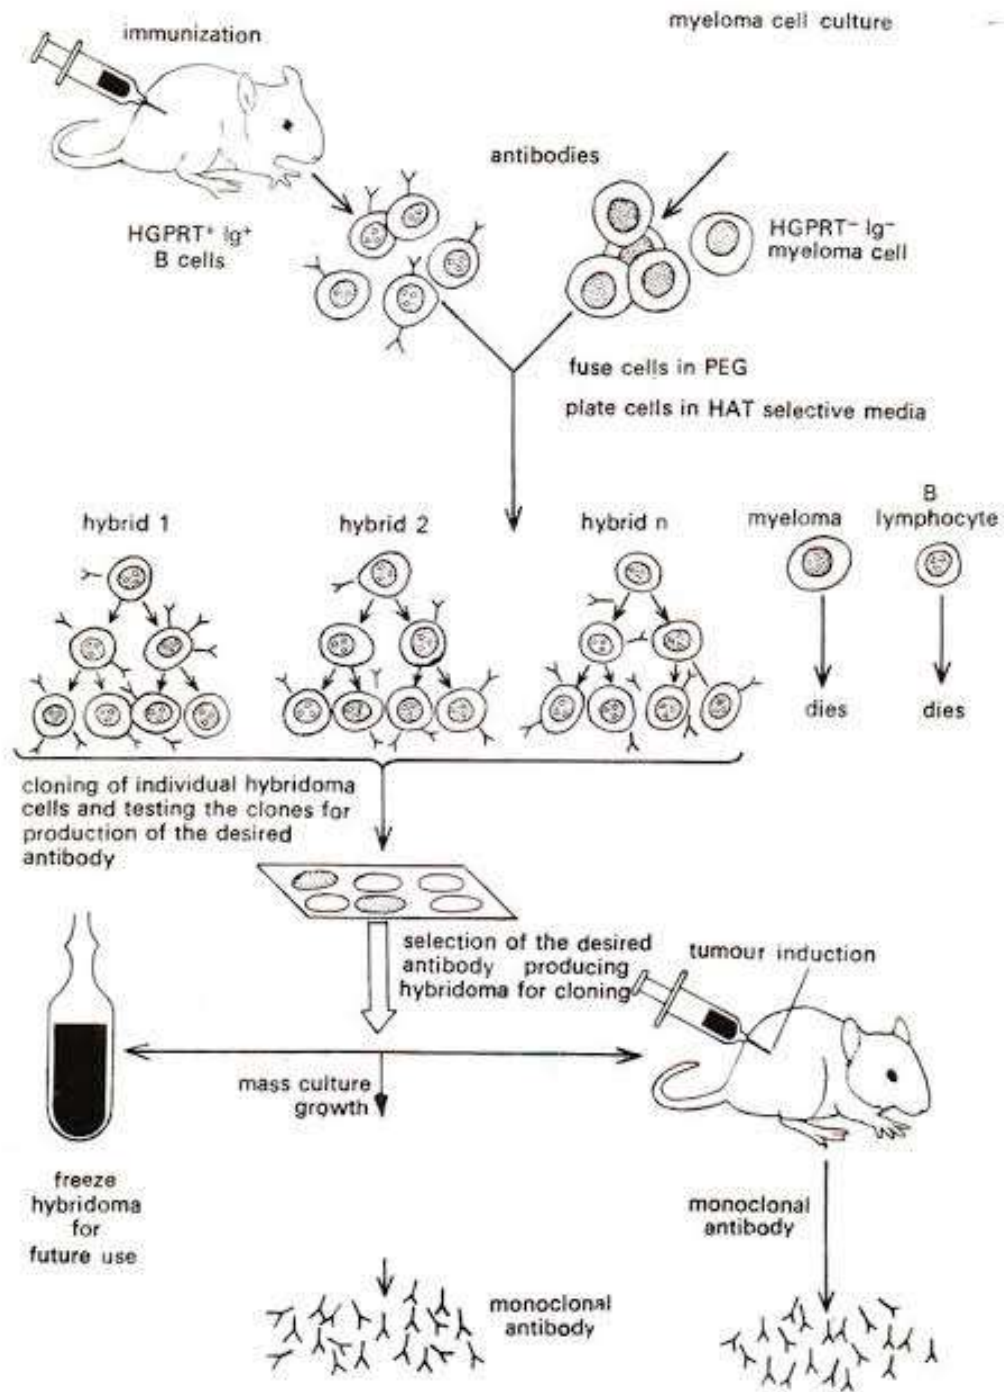 immunization
myeloma cell culture
antibodies
HGPRT⁺ Ig⁺
B cells
HGPRT⁻ Ig⁻
myeloma cell
fuse cells in PEG
plate cells in HAT selective media
hybrid 1
hybrid 2
hybrid n
myeloma
B
lymphocyte
dies
dies
cloning of individual hybridoma
cells and testing the clones for
production of the desired
antibody
selection of the desired
antibody producing
hybridoma for cloning
tumour induction
mass culture
growth
freeze
hybridoma
for
future use
monoclonal
antibody
monoclonal
antibody